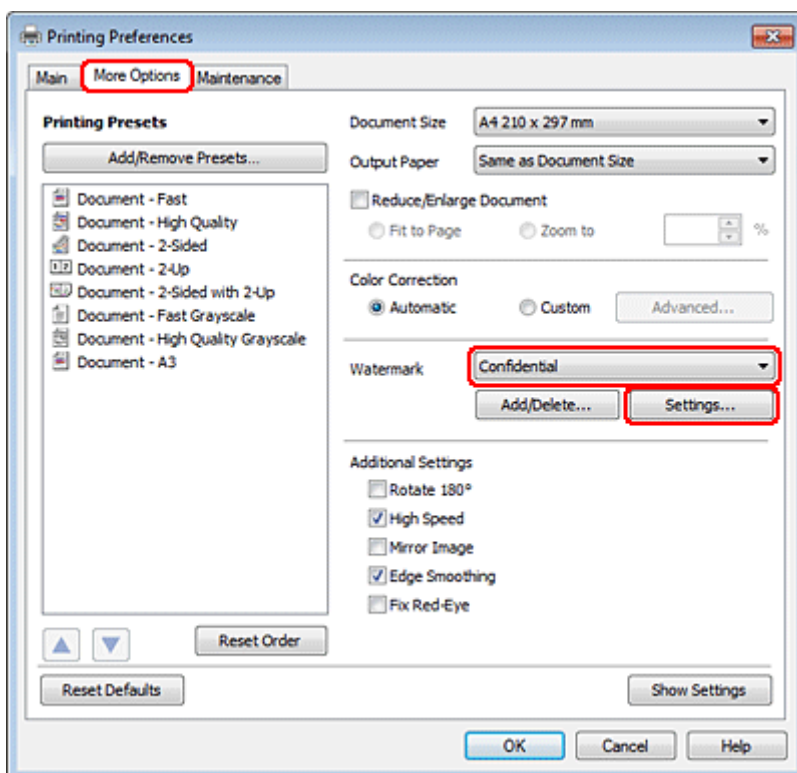 Printing Preferences
Main More Options Maintenance
Printing Presets
Add/Remove Presets...
Document - Fast
Document - High Quality
Document - 2-Sided
Document - 2-Up
Document - 2-Sided with 2-Up
Document - Fast Grayscale
Document - High Quality Grayscale
Document - A3
Reset Order
Document Size A4 210 x 297 mm
Output Paper Same as Document Size
Reduce/Enlarge Document
Fit to Page Zoom to %
Color Correction
Automatic Custom Advanced...
Watermark Confidential
Add/Delete... Settings...
Additional Settings
Rotate 180°
High Speed
Mirror Image
Edge Smoothing
Fix Red-Eye
Reset Defaults Show Settings
OK Cancel Help